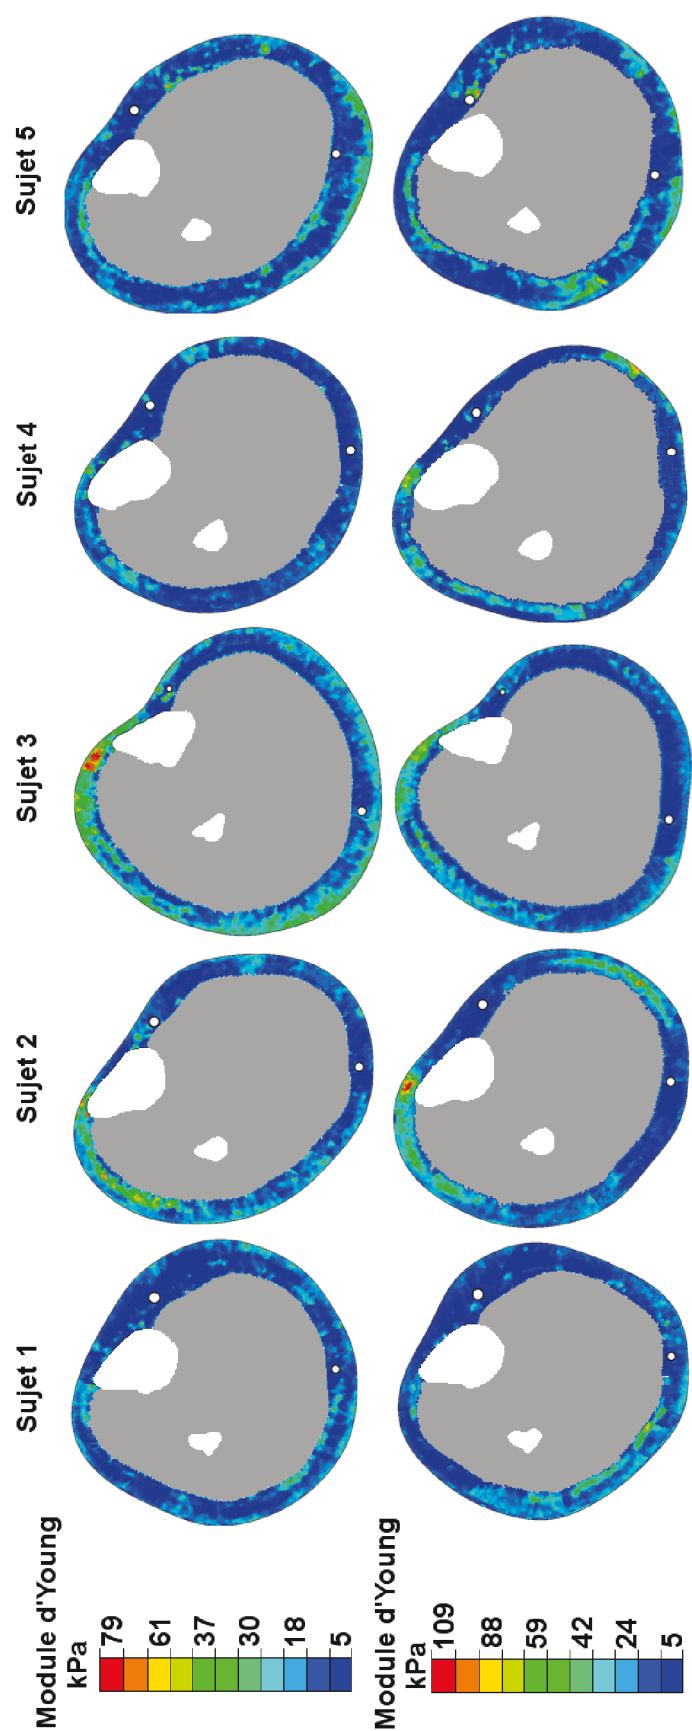 Sujet 1
Sujet 2
Sujet 3
Sujet 4
Sujet 5
Module d'Young
kPa
79
61
37
30
18
5
Module d'Young
kPa
109
88
59
42
24
5